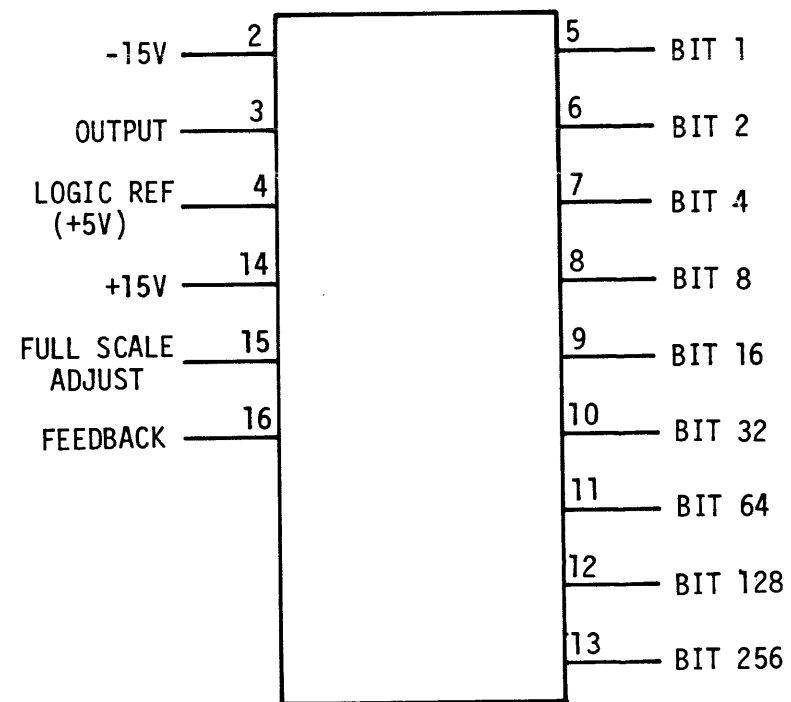 -15V 2
OUTPUT 3
LOGIC REF 4
(+5V)
+15V 14
FULL SCALE 15
ADJUST
FEEDBACK 16
5 BIT 1
6 BIT 2
7 BIT 4
8 BIT 8
9 BIT 16
10 BIT 32
11 BIT 64
12 BIT 128
13 BIT 256